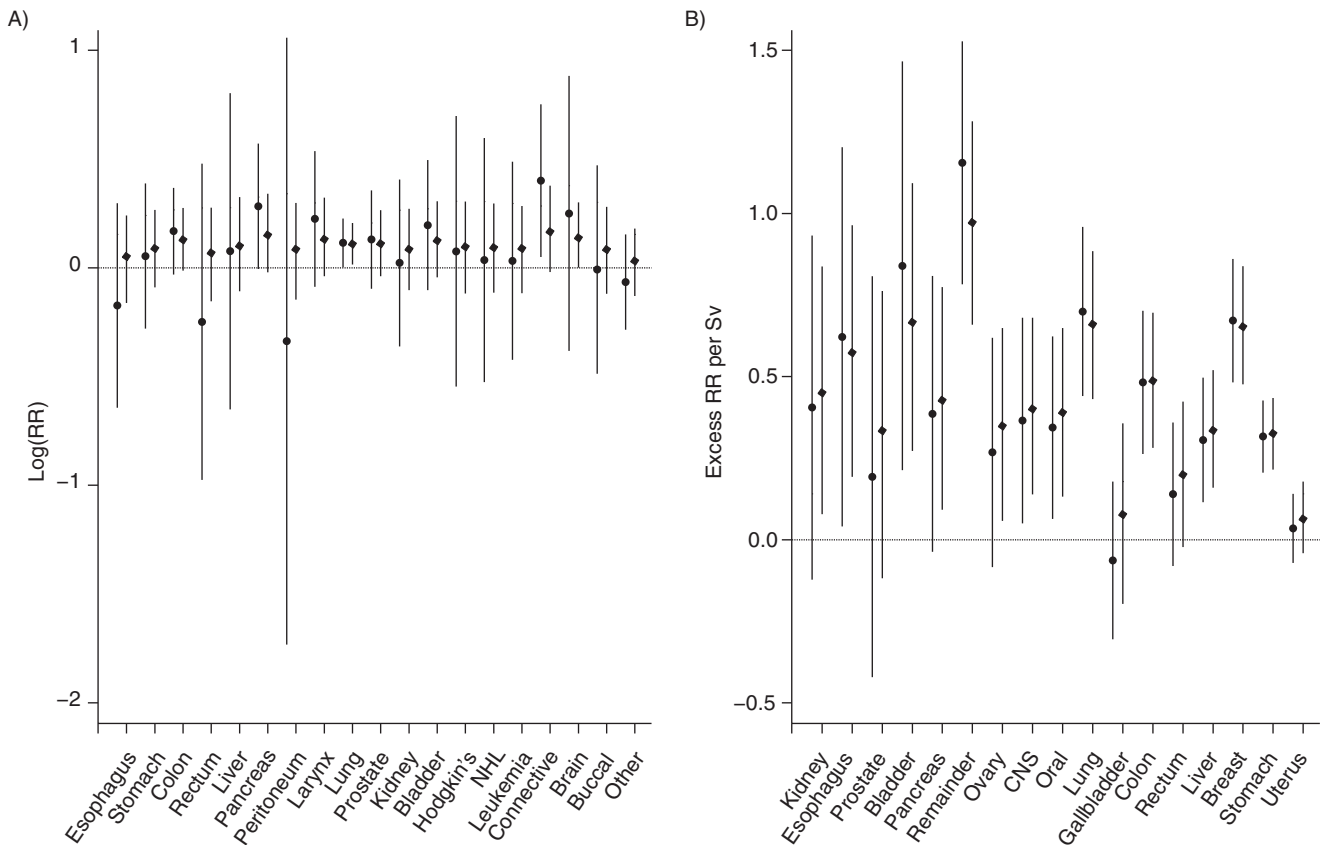 A)
Log(RR)
1
0
−1
−2
Esophagus
Stomach
Colon
Rectum
Liver
Pancreas
Peritoneum
Larynx
Lung
Prostate
Kidney
Bladder
Hodgkin's
NHL
Leukemia
Connective
Brain
Buccal
Other
B)
Excess RR per Sv
1.5
1.0
0.5
0.0
−0.5
Kidney
Esophagus
Prostate
Bladder
Pancreas
Remainder
Ovary
CNS
Oral
Lung
Gallbladder
Colon
Rectum
Liver
Breast
Stomach
Uterus